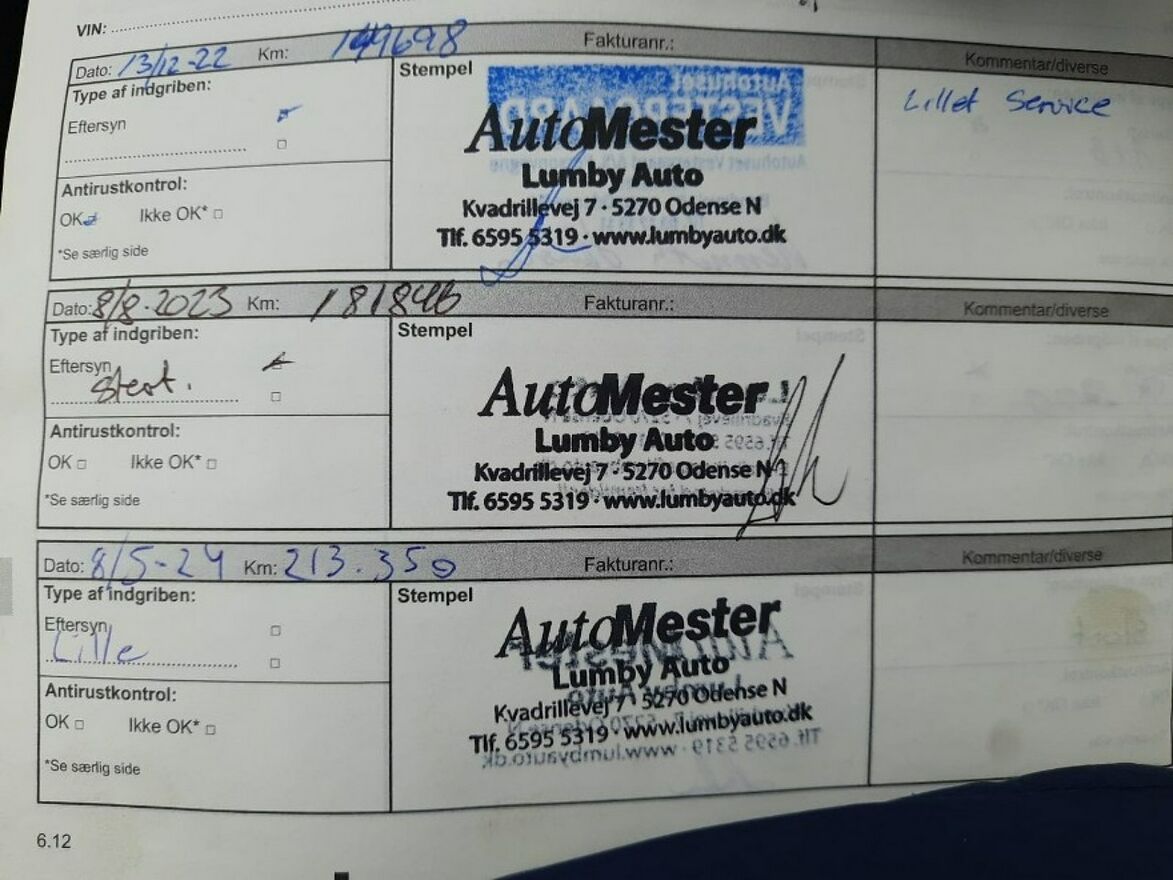 VIN:
Dato: 13/12-22 Km: 149698 Fakturanr.: Kommentar/diverse
Type af indgriben: Stempel Lillet Service
Eftersyn
AutoMester
Lumby Auto
Antirustkontrol:
Kvadrillevej 7 · 5270 Odense N
OK Ikke OK*
Tlf. 6595 5319 · www.lumbyauto.dk
*Se særlig side
Dato: 8/8-2023 Km: 181846 Fakturanr.: Kommentar/diverse
Type af indgriben: Stempel
Eftersyn
AutoMester
Lumby Auto
Antirustkontrol:
OK Ikke OK*
Kvadrillevej 7 · 5270 Odense N
Tlf. 6595 5319 · www.lumbyauto.dk
*Se særlig side
Dato: 8/5-24 Km: 213.350 Fakturanr.: Kommentar/diverse
Type af indgriben: Stempel
Eftersyn
Lille
AutoMester
Lumby Auto
Antirustkontrol:
Kvadrillevej 7 · 5270 Odense N
OK Ikke OK*
Tlf. 6595 5319 · www.lumbyauto.dk
*Se særlig side
6.12